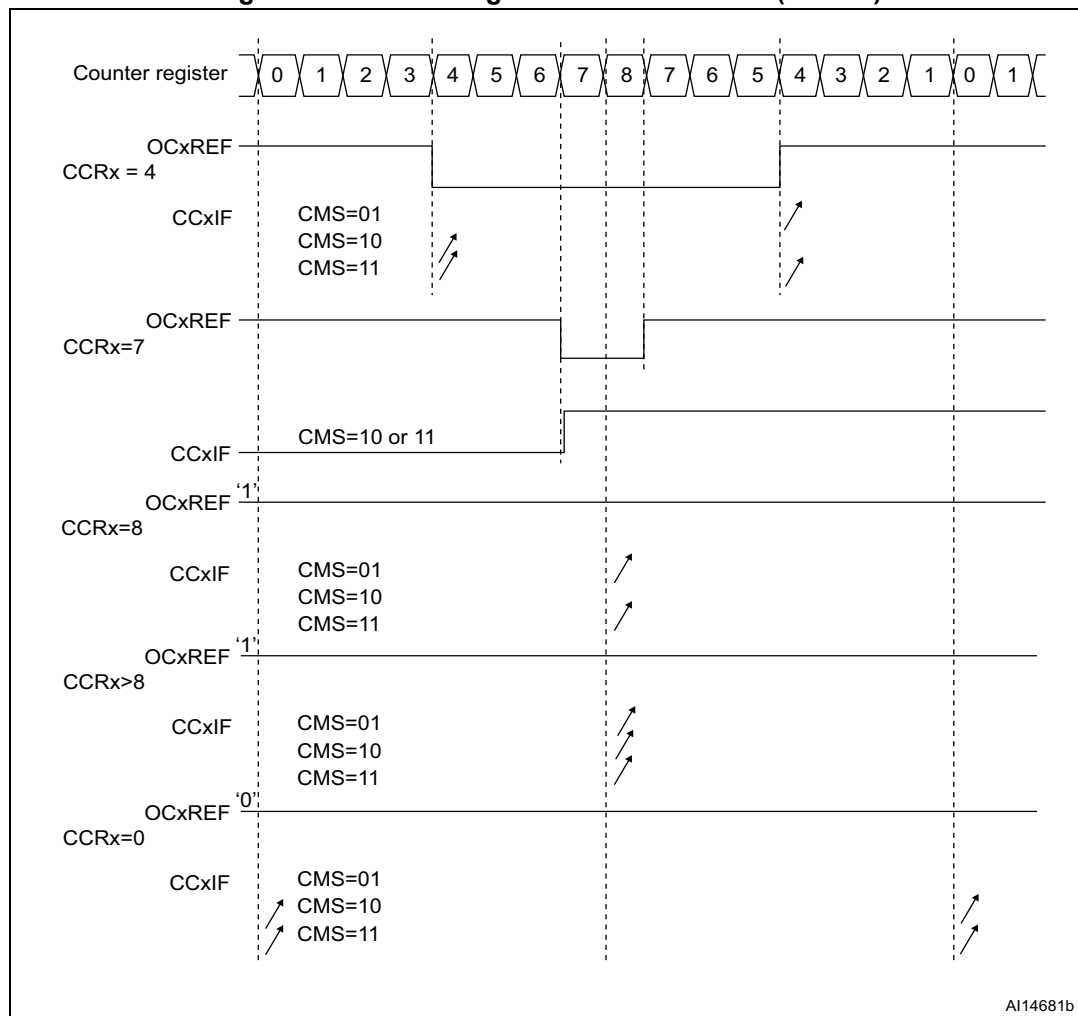 Counter register 0 1 2 3 4 5 6 7 8 7 6 5 4 3 2 1 0 1
OCxREF
CCRx = 4
CCxIF CMS=01
CMS=10
CMS=11
OCxREF
CCRx=7
CMS=10 or 11
CCxIF
OCxREF '1'
CCRx=8
CCxIF CMS=01
CMS=10
CMS=11
OCxREF '1'
CCRx>8
CCxIF CMS=01
CMS=10
CMS=11
OCxREF '0'
CCRx=0
CCxIF CMS=01
CMS=10
CMS=11
AI14681b